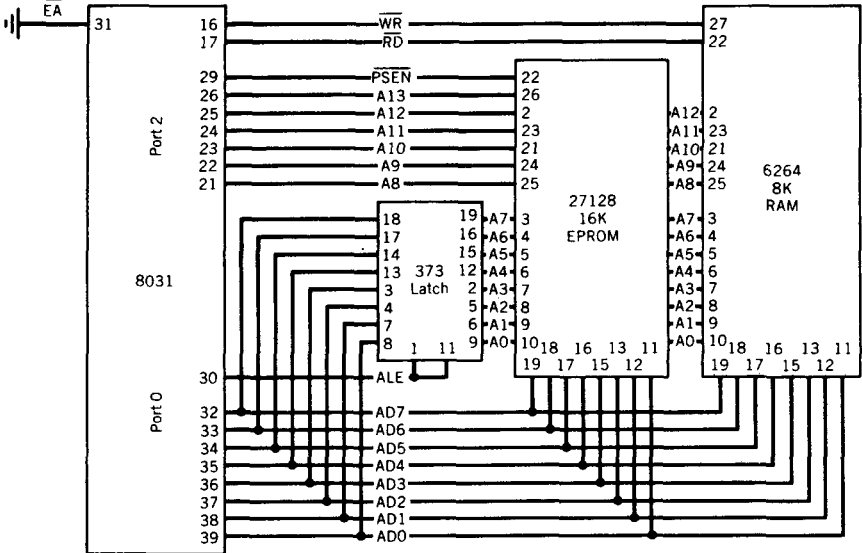 E̅A̅
31 16 W̅R̅ 27
17 R̅D̅ 22
29 P̅S̅E̅N̅ 22
26 A13 26
25 A12 2 A12 2
24 A11 23 A11 23
23 A10 21 A10 21
22 A9 24 A9 24
21 A8 25 A8 25
Port 2
6264
8K
RAM
27128
16K
EPROM
18 19 A7 3 A7 3
17 16 A6 4 A6 4
14 15 A5 5 A5 5
13 12 A4 6 A4 6
3 2 A3 7 A3 7
4 5 A2 8 A2 8
7 6 A1 9 A1 9
8 9 A0 10 A0 10
373
Latch
8031
1 11
18 16 13 11
19 17 15 12
18 16 13 11
19 17 15 12
30 ALE
Port 0
32 AD7
33 AD6
34 AD5
35 AD4
36 AD3
37 AD2
38 AD1
39 AD0